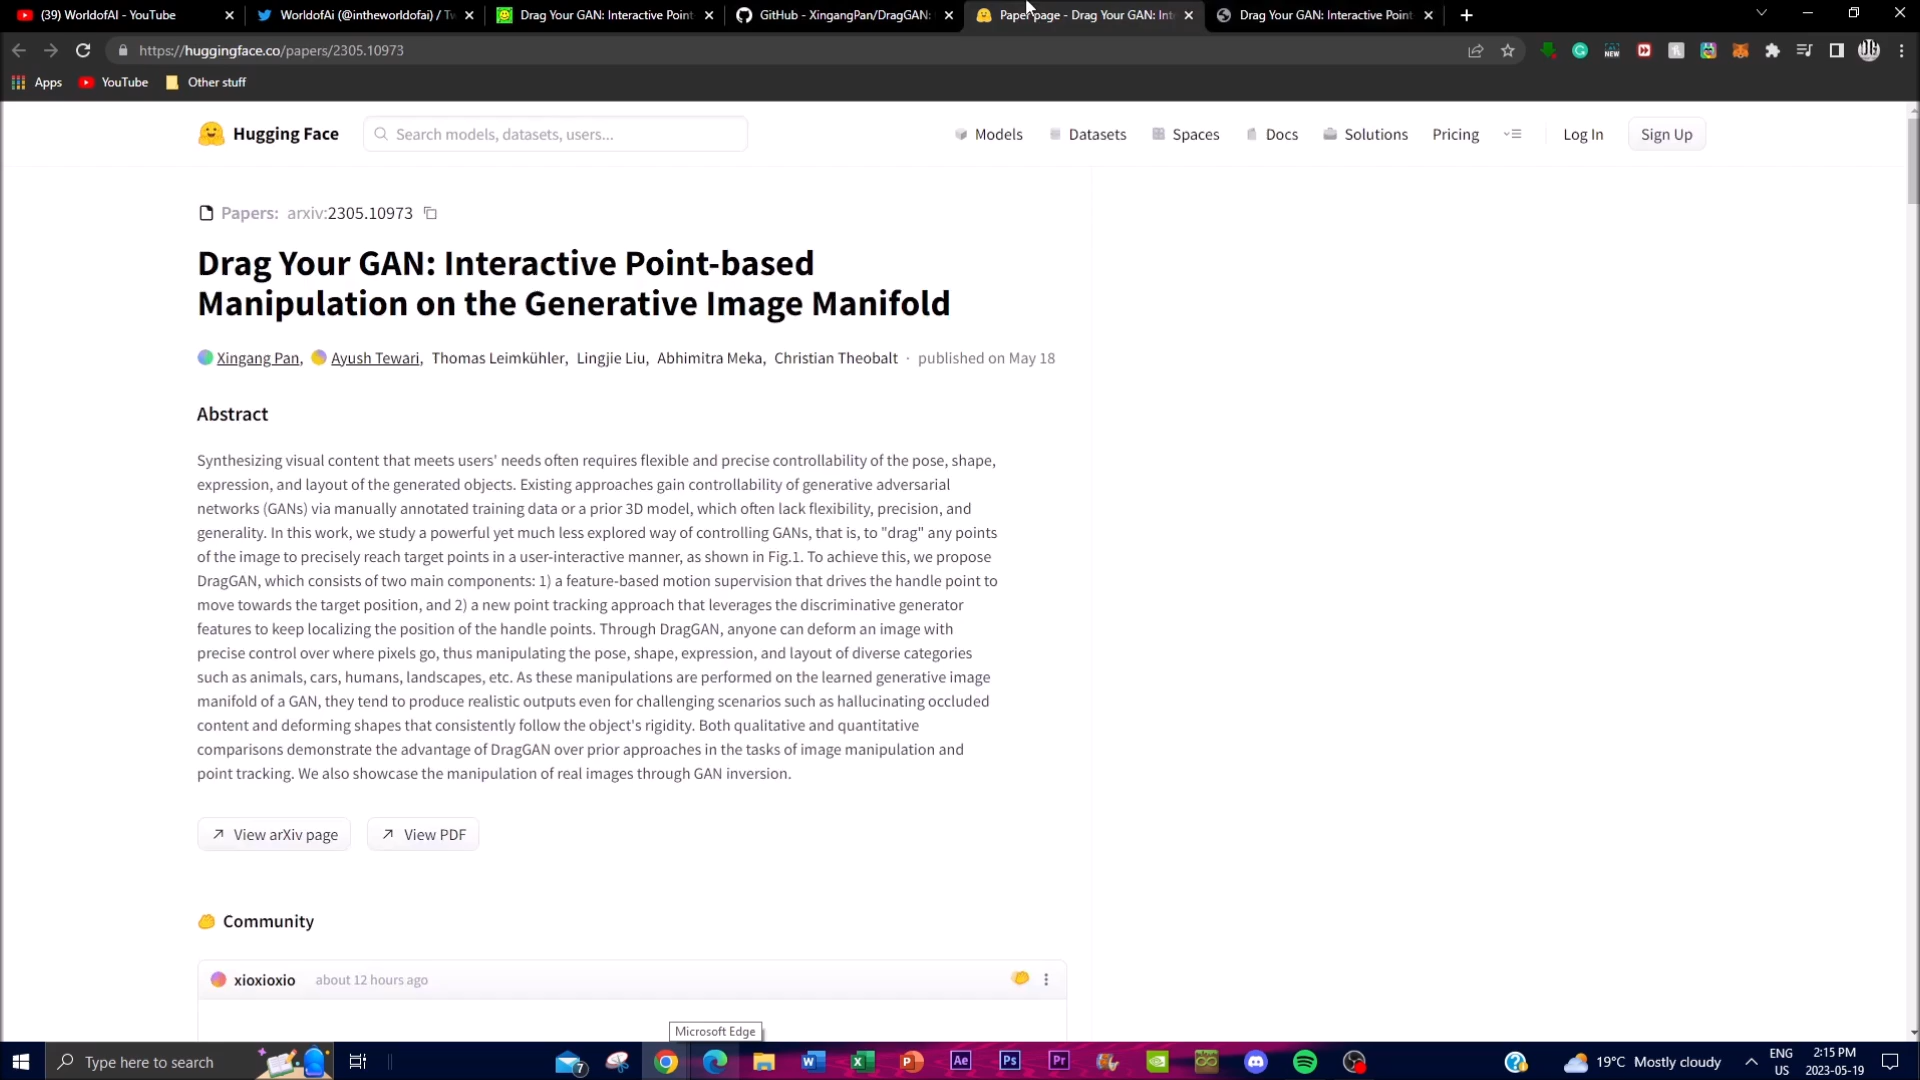 (39) WorldofAI - YouTube
WorldofAi (@intheworldofai) / Tw
Drag Your GAN: Interactive Point
GitHub - XingangPan/DragGAN:
Paper page - Drag Your GAN: Int
Drag Your GAN: Interactive Point
https://huggingface.co/papers/2305.10973
Apps
YouTube
Other stuff
Hugging Face
Search models, datasets, users...
Models
Datasets
Spaces
Docs
Solutions
Pricing
Log In
Sign Up
Papers: arxiv:2305.10973
Drag Your GAN: Interactive Point-based
Manipulation on the Generative Image Manifold
Xingang Pan, Ayush Tewari, Thomas Leimkühler, Lingjie Liu, Abhimitra Meka, Christian Theobalt · published on May 18
Abstract
Synthesizing visual content that meets users' needs often requires flexible and precise controllability of the pose, shape,
expression, and layout of the generated objects. Existing approaches gain controllability of generative adversarial
networks (GANs) via manually annotated training data or a prior 3D model, which often lack flexibility, precision, and
generality. In this work, we study a powerful yet much less explored way of controlling GANs, that is, to "drag" any points
of the image to precisely reach target points in a user-interactive manner, as shown in Fig.1. To achieve this, we propose
DragGAN, which consists of two main components: 1) a feature-based motion supervision that drives the handle point to
move towards the target position, and 2) a new point tracking approach that leverages the discriminative generator
features to keep localizing the position of the handle points. Through DragGAN, anyone can deform an image with
precise control over where pixels go, thus manipulating the pose, shape, expression, and layout of diverse categories
such as animals, cars, humans, landscapes, etc. As these manipulations are performed on the learned generative image
manifold of a GAN, they tend to produce realistic outputs even for challenging scenarios such as hallucinating occluded
content and deforming shapes that consistently follow the object's rigidity. Both qualitative and quantitative
comparisons demonstrate the advantage of DragGAN over prior approaches in the tasks of image manipulation and
point tracking. We also showcase the manipulation of real images through GAN inversion.
View arXiv page
View PDF
Community
xioxioxio about 12 hours ago
Microsoft Edge
Type here to search
7
Ae
Ps
Pr
19°C Mostly cloudy
ENG
US
2:15 PM
2023-05-19